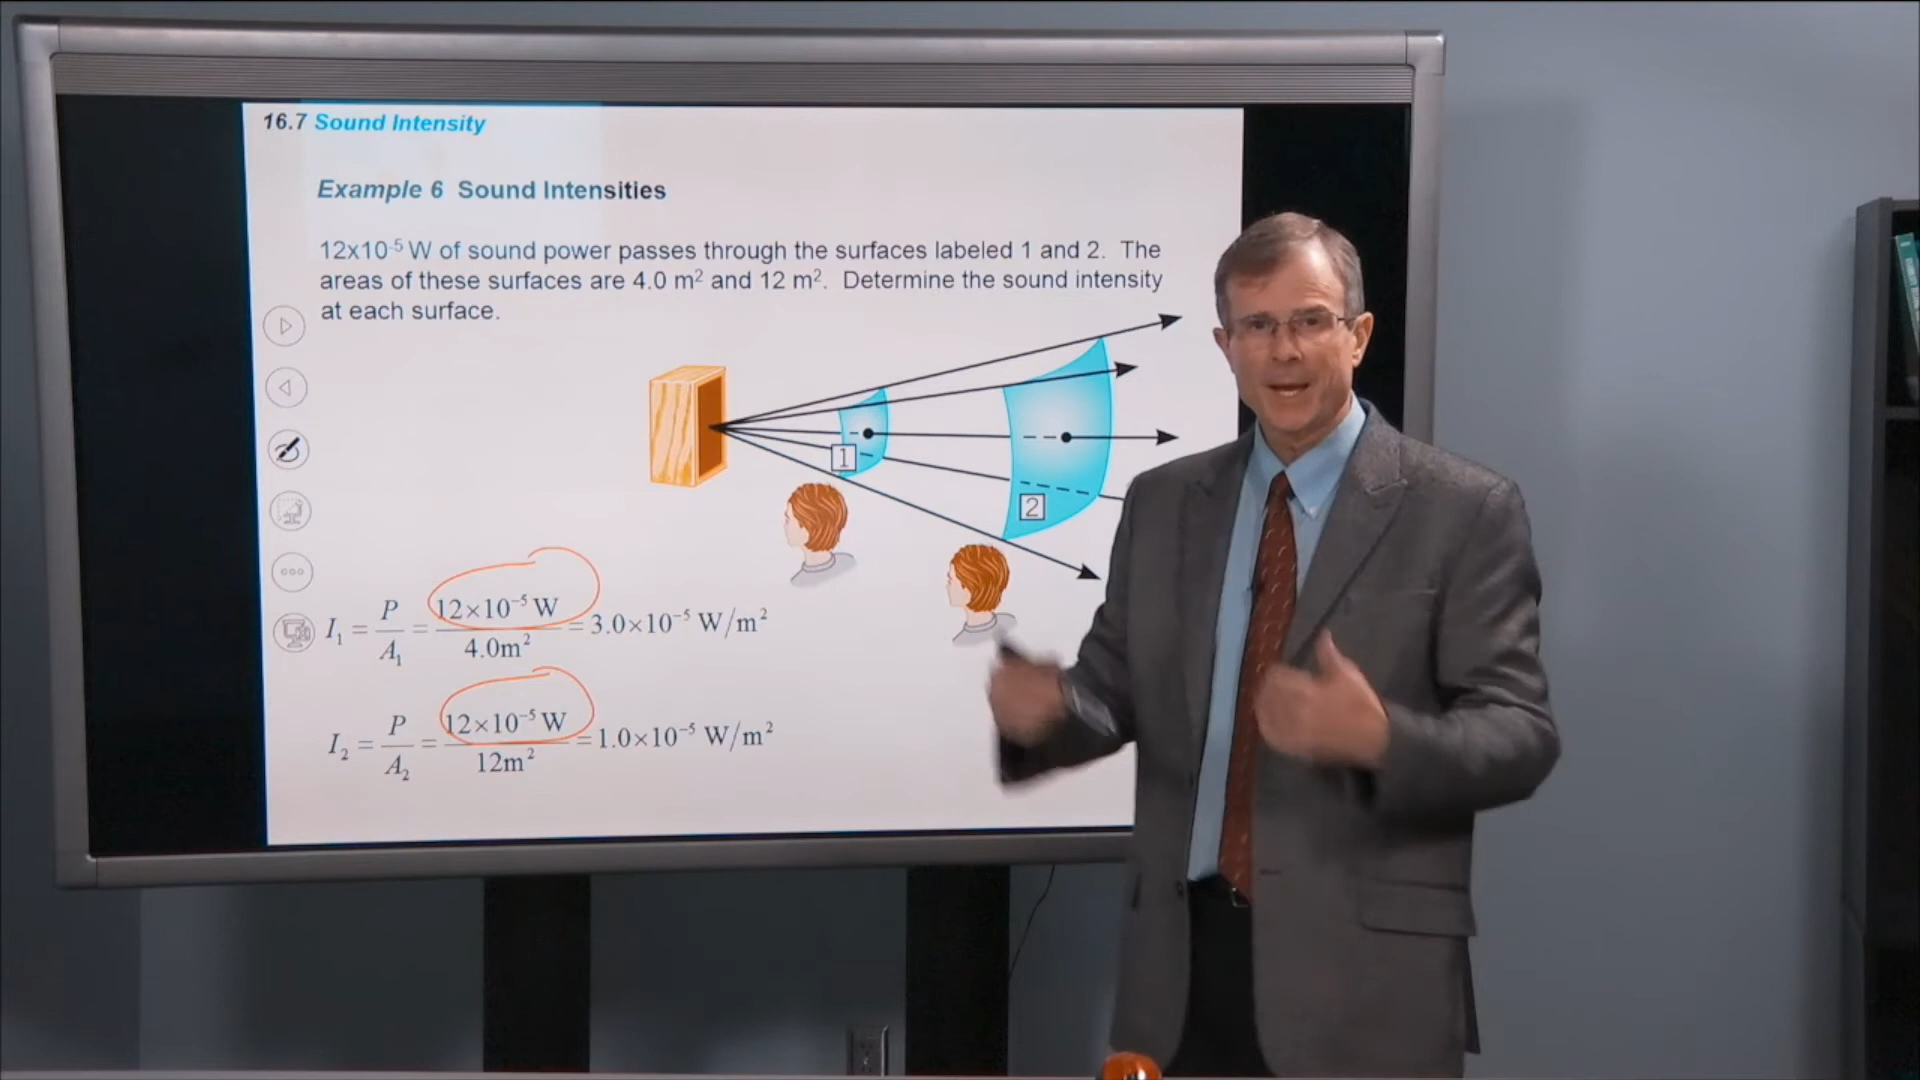 16.7 Sound Intensity
Example 6 Sound Intensities
12x10⁻⁵ W of sound power passes through the surfaces labeled 1 and 2. The
areas of these surfaces are 4.0 m² and 12 m². Determine the sound intensity
at each surface.
1
2
I₁ = P/A₁ = 12×10⁻⁵ W/4.0m² = 3.0×10⁻⁵ W/m²
I₂ = P/A₂ = 12×10⁻⁵ W/12m² = 1.0×10⁻⁵ W/m²